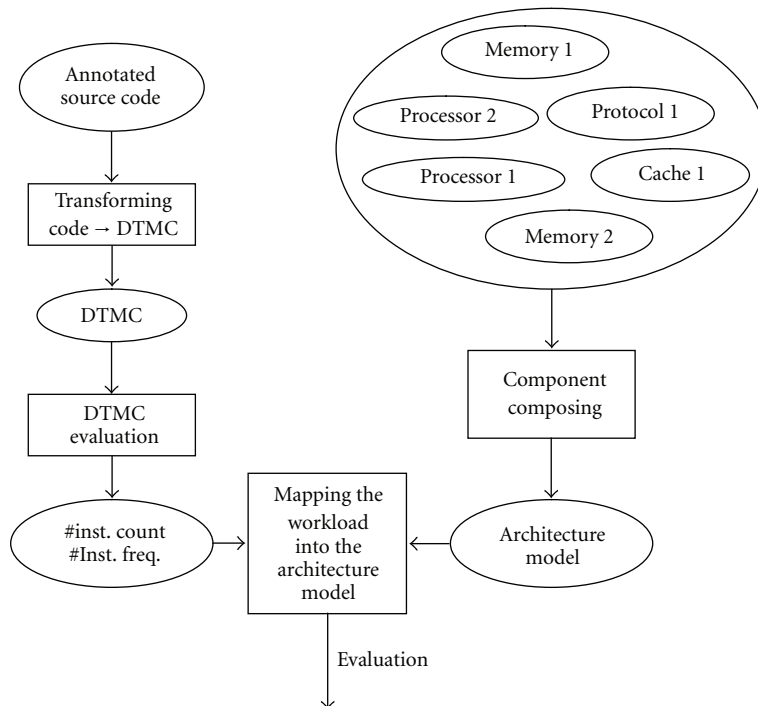 Annotated
source code
Transforming
code → DTMC
DTMC
DTMC
evaluation
#inst. count
#Inst. freq.
Memory 1
Processor 2
Protocol 1
Processor 1
Cache 1
Memory 2
Component
composing
Architecture
model
Mapping the
workload
into the
architecture
model
Evaluation